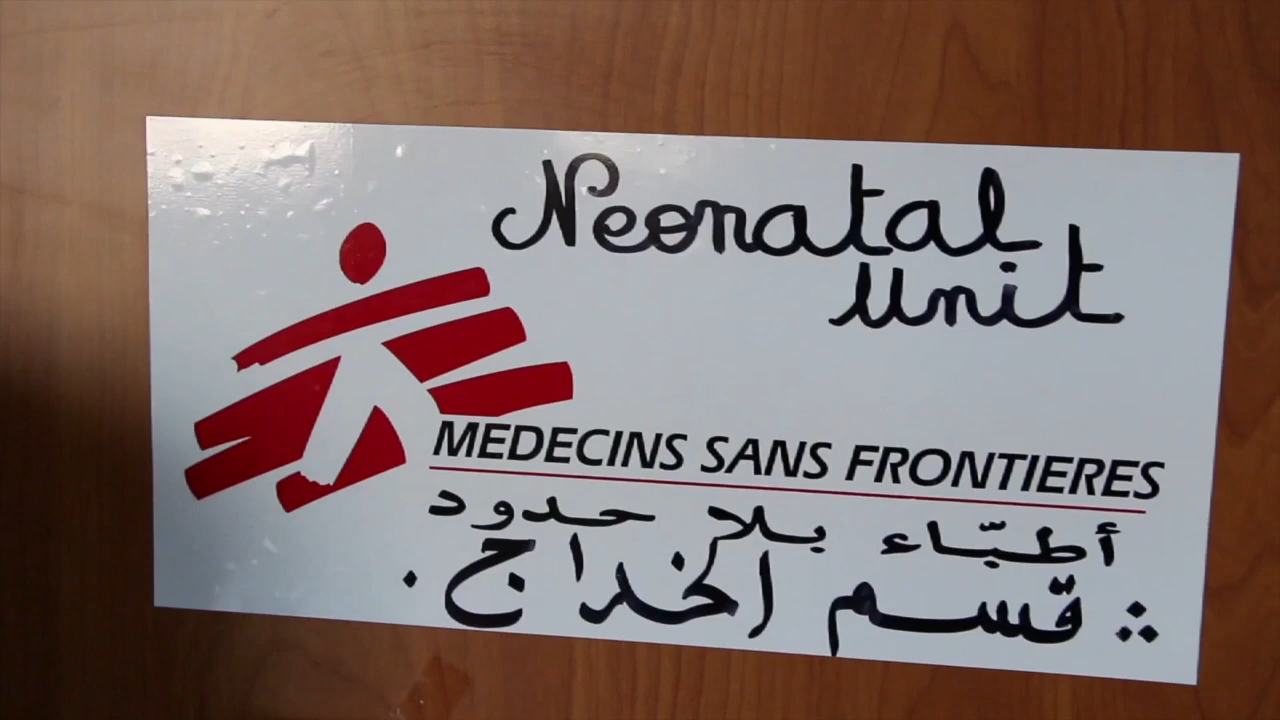 Neonatal
Unit
MEDECINS SANS FRONTIERES
أطبّاء بلا حدود
قسم الخداج.